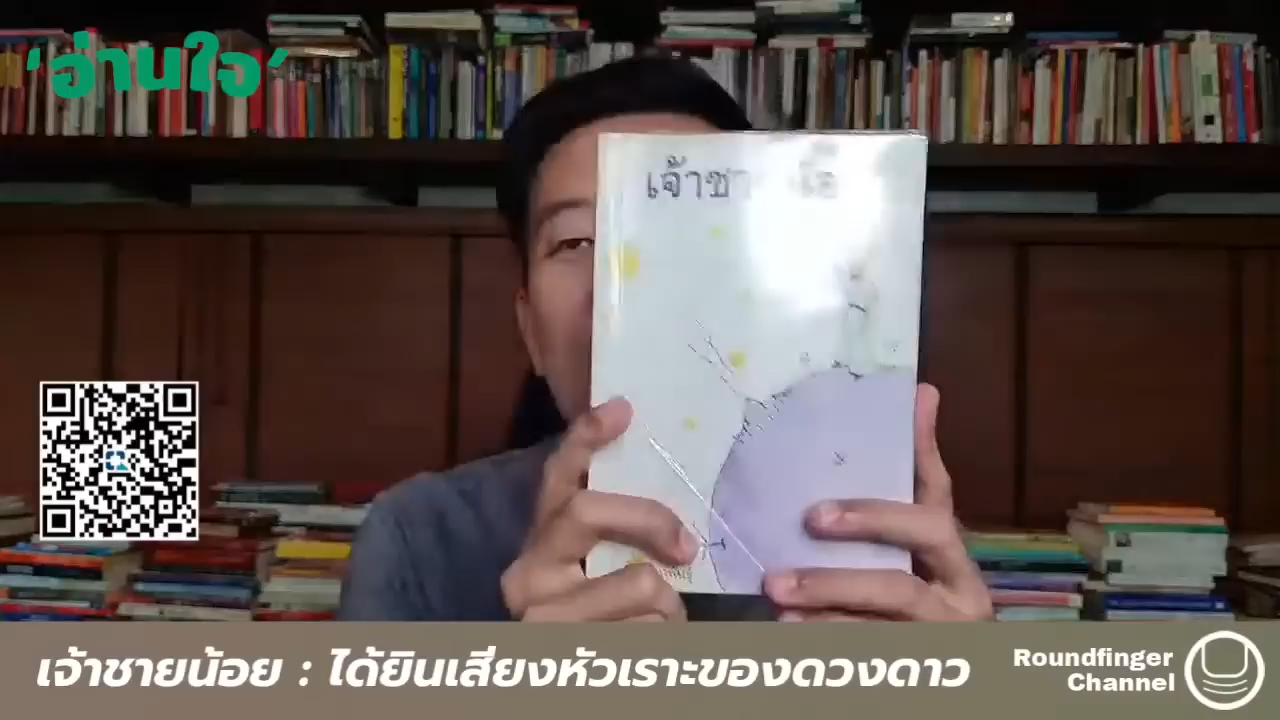 ‘อ่านใจ’
เจ้าชาย
เจ้าชายน้อย : ได้ยินเสียงหัวเราะของดวงดาว
Roundfinger
Channel